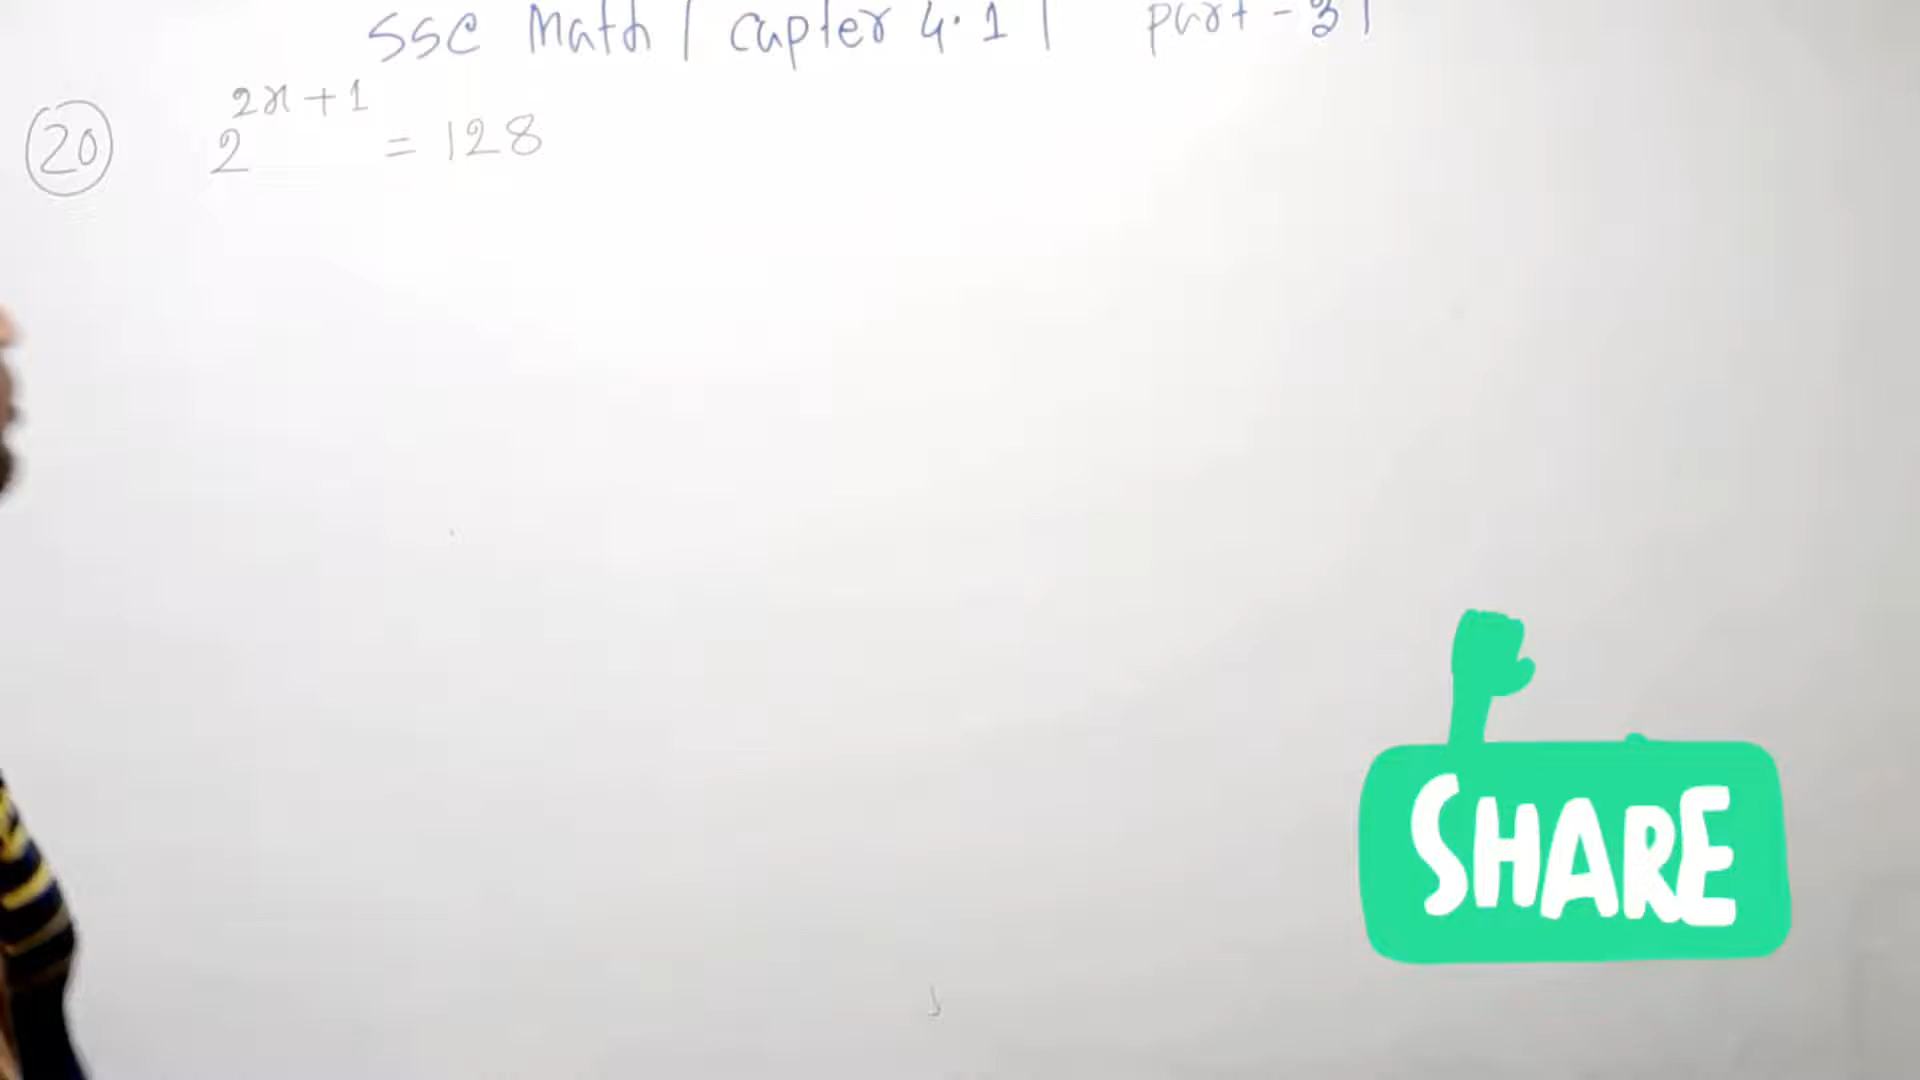 SSC Math | Capter 4.1 | part - 3 |
20 2^{2x+1} = 128
SHARE